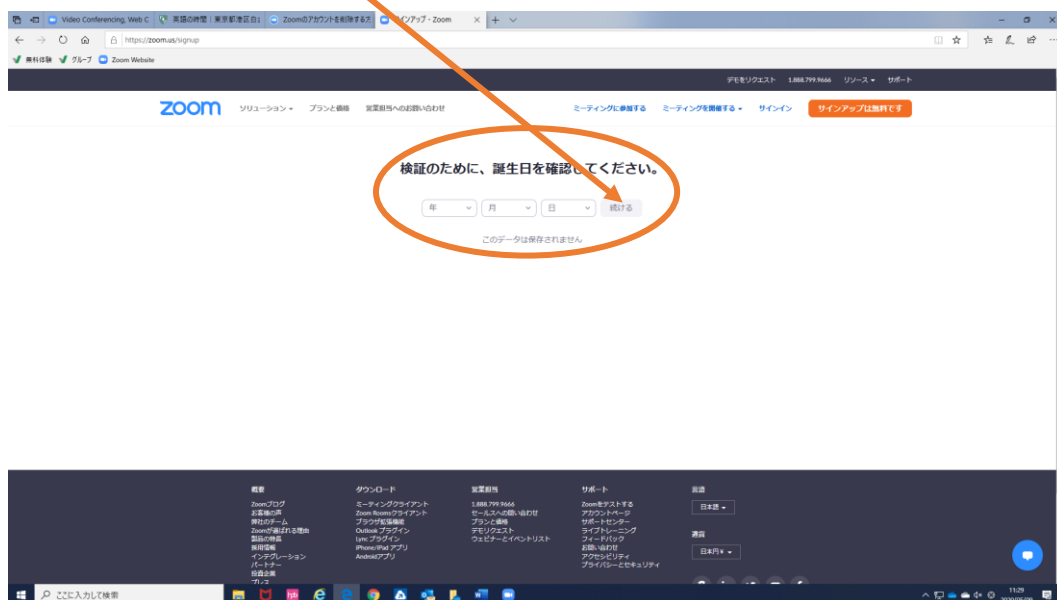 Video Conferencing, Web C
英語の時間｜東京都港区白
Zoomのアカウントを削除する方
インアップ - Zoom
https://zoom.us/signup
無料体験
グループ
Zoom Website
デモをリクエスト 1.888.799.9666 リソース サポート
zoom ソリューション プランと価格 営業担当へのお問い合わせ ミーティングに参加する ミーティングを開催する サインイン サインアップは無料です
検証のために、誕生日を確認してください。
年 月 日 続ける
このデータは保存されません
概要
Zoomブログ
お客様の声
弊社のチーム
Zoomが選ばれる理由
製品の特長
採用情報
インテグレーション
パートナー
投資企業
プレス
ダウンロード
ミーティングクライアント
Zoom Roomsクライアント
ブラウザ拡張機能
Outlook プラグイン
Lync プラグイン
iPhone/iPad アプリ
Androidアプリ
営業担当
1.888.799.9666
セールスへの問い合わせ
プランと価格
デモリクエスト
ウェビナーとイベントリスト
サポート
Zoomをテストする
アカウントページ
サポートセンター
ライブトレーニング
フィードバック
お問い合わせ
アクセシビリティ
プライバシーとセキュリティ
言語
日本語
通貨
日本円 ¥
ここに入力して検索
11:29